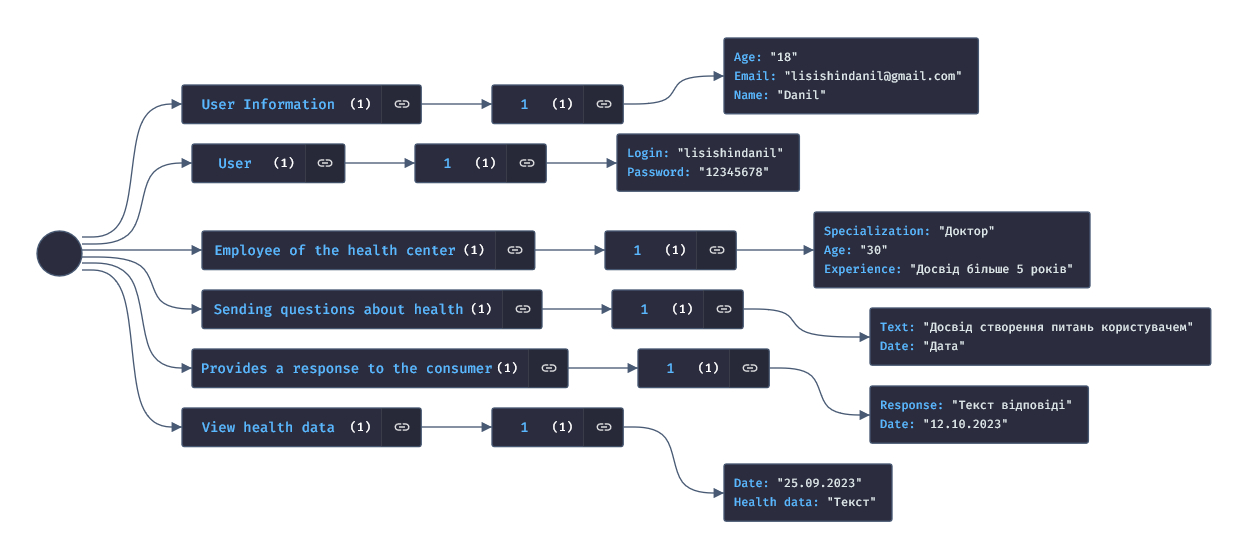 User Information (1)
1 (1)
Age: "18"
Email: "lisishindanil@gmail.com"
Name: "Danil"
User (1)
1 (1)
Login: "lisishindanil"
Password: "12345678"
Employee of the health center (1)
1 (1)
Specialization: "Доктор"
Age: "30"
Experience: "Досвід більше 5 років"
Sending questions about health (1)
1 (1)
Text: "Досвід створення питань користувачем"
Date: "Дата"
Provides a response to the consumer (1)
1 (1)
Response: "Текст відповіді"
Date: "12.10.2023"
View health data (1)
1 (1)
Date: "25.09.2023"
Health data: "Текст"